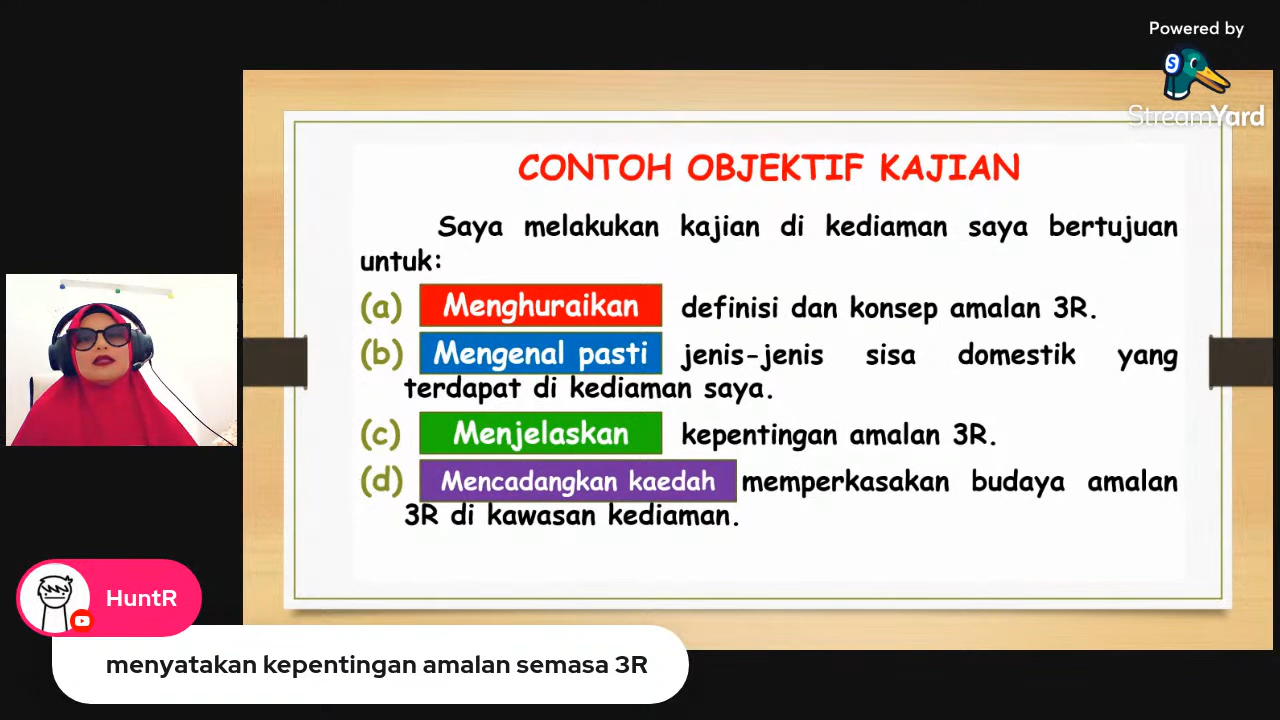 Powered by
StreamYard
CONTOH OBJEKTIF KAJIAN
Saya melakukan kajian di kediaman saya bertujuan
untuk:
(a) Menghuraikan definisi dan konsep amalan 3R.
(b) Mengenal pasti jenis-jenis sisa domestik yang
terdapat di kediaman saya.
(c) Menjelaskan kepentingan amalan 3R.
(d) Mencadangkan kaedah memperkasakan budaya amalan
3R di kawasan kediaman.
HuntR
menyatakan kepentingan amalan semasa 3R